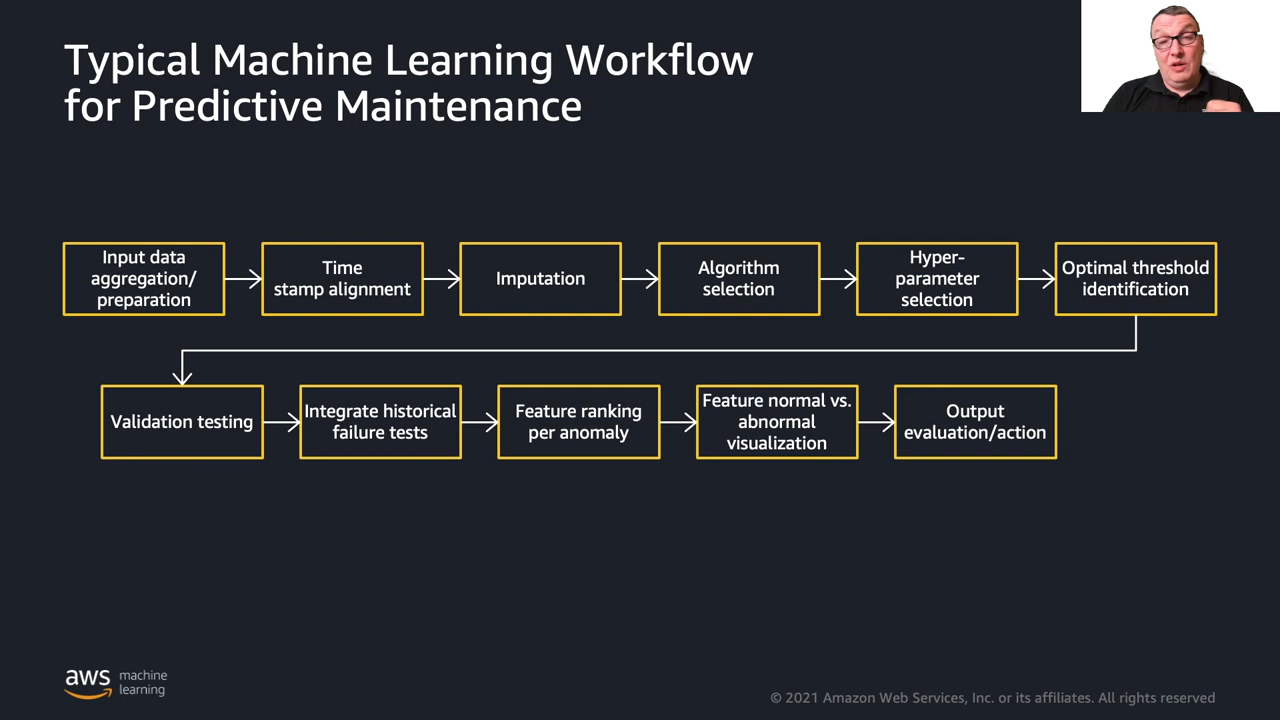 Typical Machine Learning Workflow
for Predictive Maintenance
Input data
aggregation/
preparation
Time
stamp alignment
Imputation
Algorithm
selection
Hyper-
parameter
selection
Optimal threshold
identification
Validation testing
Integrate historical
failure tests
Feature ranking
per anomaly
Feature normal vs.
abnormal
visualization
Output
evaluation/action
aws
machine
learning
© 2021 Amazon Web Services, Inc. or its affiliates. All rights reserved